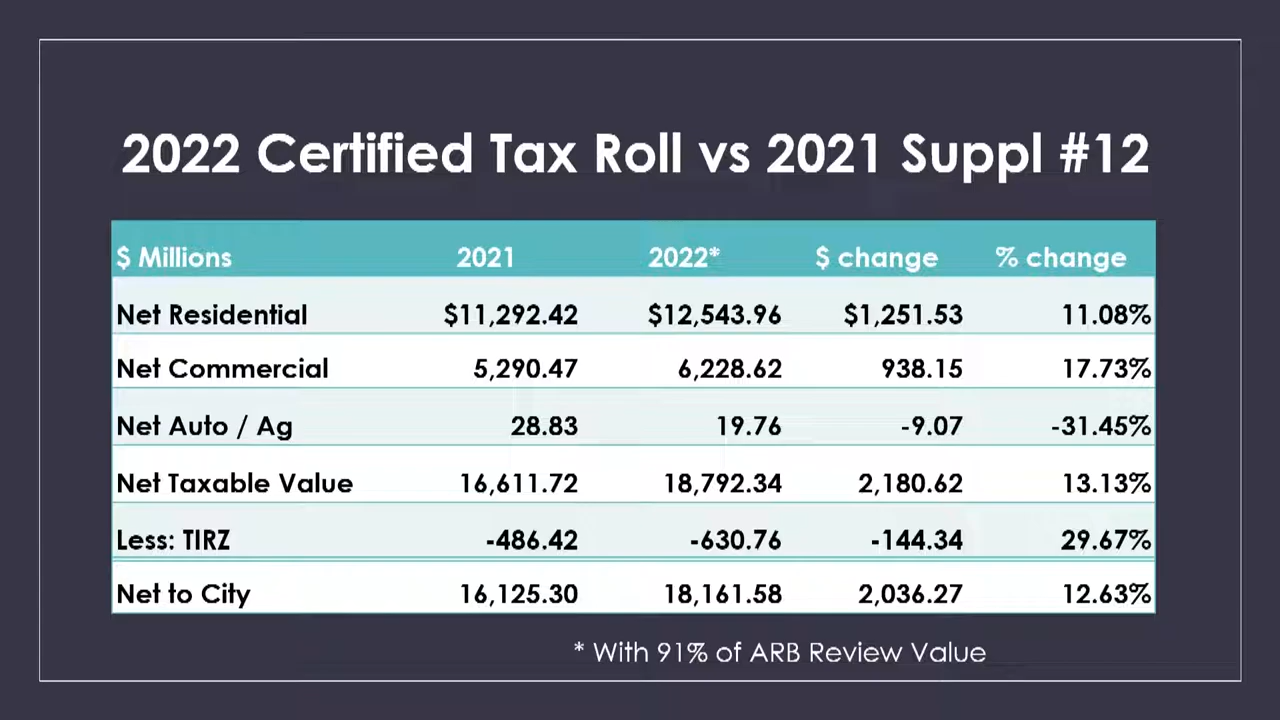 2022 Certified Tax Roll vs 2021 Suppl #12
$ Millions 2021 2022* $ change % change
Net Residential $11,292.42 $12,543.96 $1,251.53 11.08%
Net Commercial 5,290.47 6,228.62 938.15 17.73%
Net Auto / Ag 28.83 19.76 -9.07 -31.45%
Net Taxable Value 16,611.72 18,792.34 2,180.62 13.13%
Less: TIRZ -486.42 -630.76 -144.34 29.67%
Net to City 16,125.30 18,161.58 2,036.27 12.63%
* With 91% of ARB Review Value